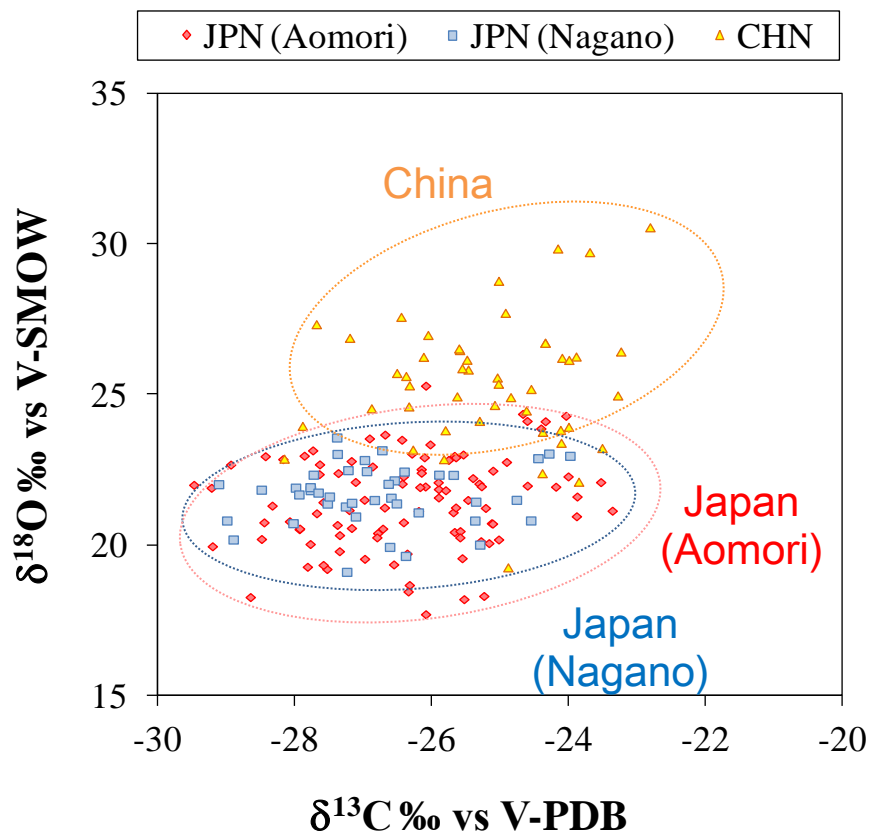 JPN (Aomori) JPN (Nagano) CHN
35
30
25
20
15
δ¹⁸O‰ vs V-SMOW
China
Japan
(Aomori)
Japan
(Nagano)
-30 -28 -26 -24 -22 -20
δ¹³C‰ vs V-PDB